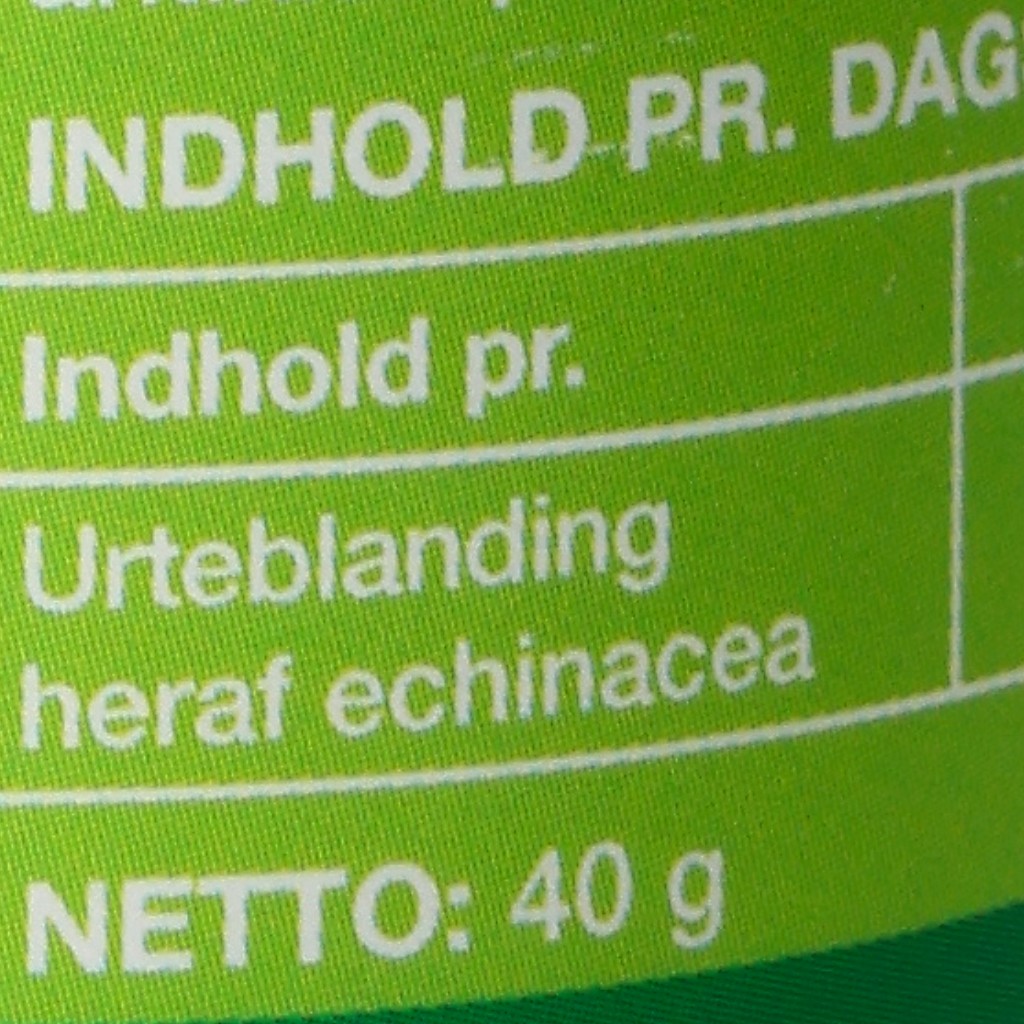 INDHOLD PR. DAG
Indhold pr.
Urteblanding
heraf echinacea
NETTO: 40 g